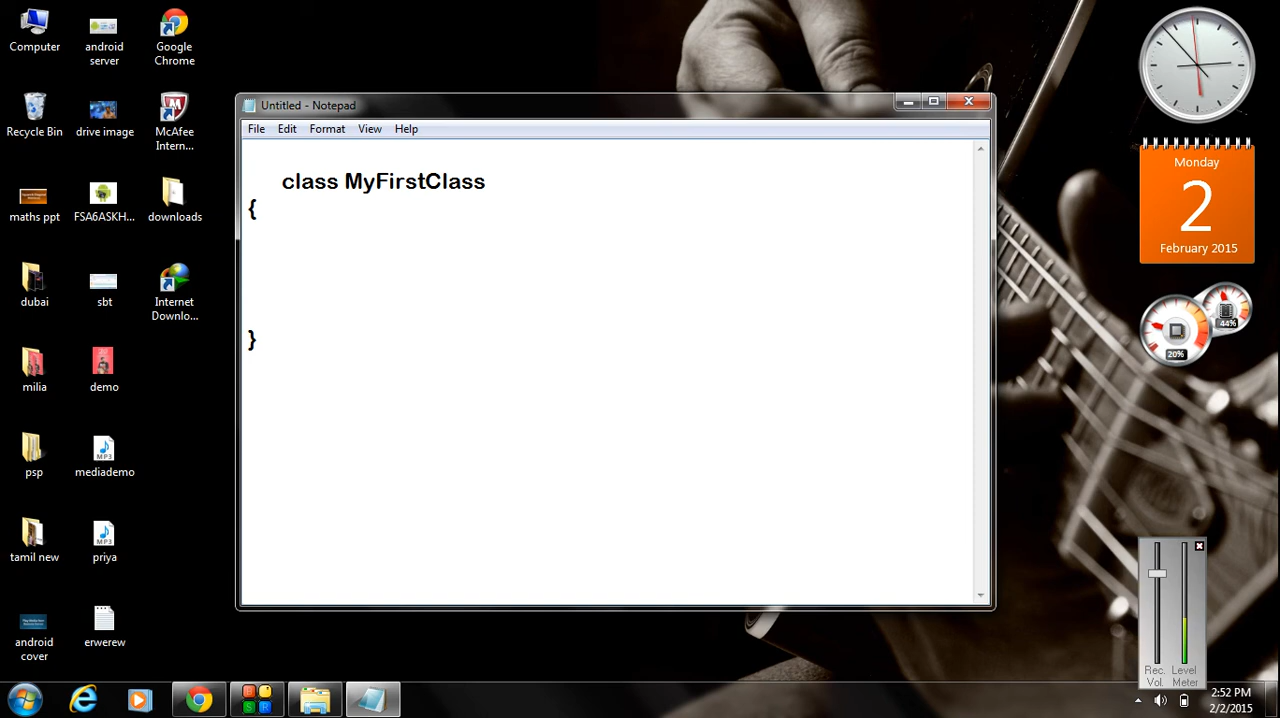 Computer
android
server
Google
Chrome
Recycle Bin
drive image
McAfee
Intern...
maths ppt
FSA6ASKH...
downloads
dubai
sbt
Internet
Downlo...
milia
demo
psp
mediademo
tamil new
priya
android
cover
erwerew
Untitled - Notepad
File Edit Format View Help
class MyFirstClass
{
}
Monday
2
February 2015
44%
20%
Rec. Level
Vol. Meter
2:52 PM
2/2/2015